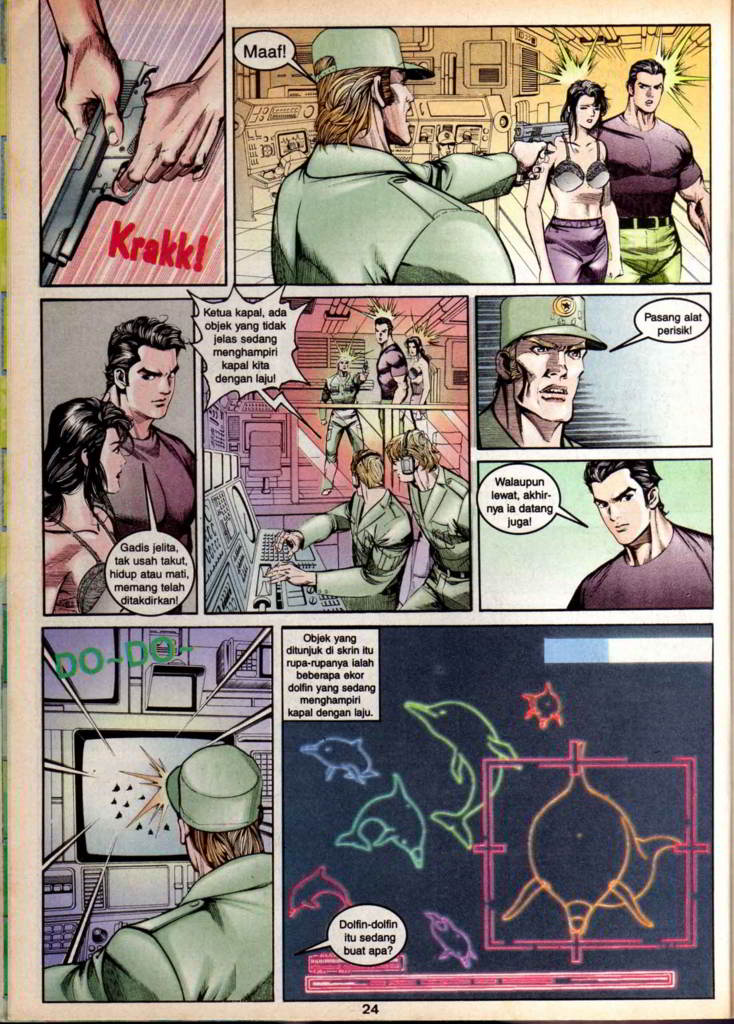 Krakk!
Maaf!
Gadis jelita,
tak usah takut,
hidup atau mati,
memang telah
ditakdirkan!
Ketua kapal, ada
objek yang tidak
jelas sedang
menghampiri
kapal kita
dengan laju!
Pasang alat
perisik!
Walaupun
lewat, akhir-
nya ia datang
juga!
DO~DO~
Objek yang
ditunjuk di skrin itu
rupa-rupanya ialah
beberapa ekor
dolfin yang sedang
menghampiri
kapal dengan laju.
Dolfin-dolfin
itu sedang
buat apa?
24